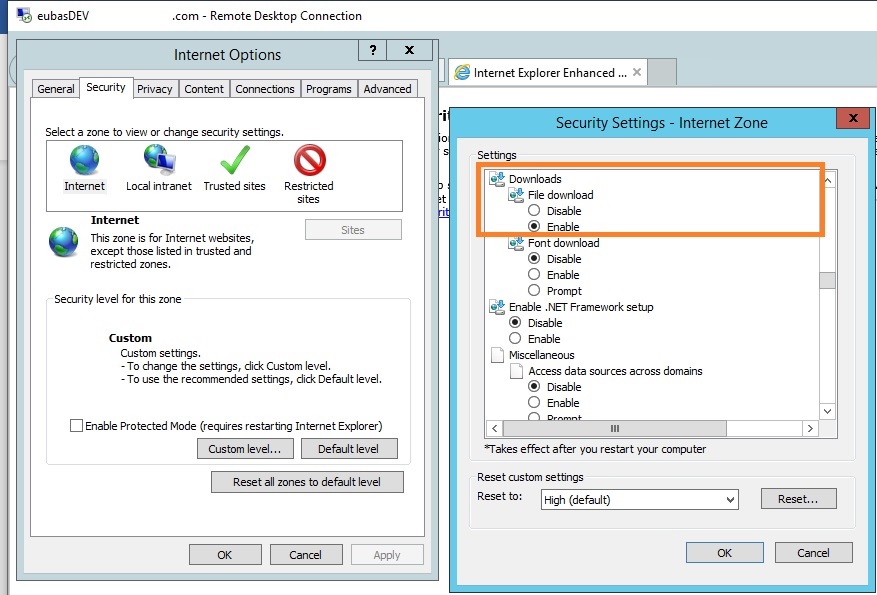 eubasDEV .com - Remote Desktop Connection
Internet Options
? X
General Security Privacy Content Connections Programs Advanced
Select a zone to view or change security settings.
Internet Local intranet Trusted sites Restricted sites
Internet
This zone is for Internet websites,
except those listed in trusted and
restricted zones.
Sites
Security level for this zone
Custom
Custom settings.
- To change the settings, click Custom level.
- To use the recommended settings, click Default level.
Enable Protected Mode (requires restarting Internet Explorer)
Custom level... Default level
Reset all zones to default level
OK Cancel Apply
Internet Explorer Enhanced ... ×
Security Settings - Internet Zone
X
Settings
Downloads
File download
Disable
Enable
Font download
Disable
Enable
Prompt
Enable .NET Framework setup
Disable
Enable
Miscellaneous
Access data sources across domains
Disable
Enable
Prompt
*Takes effect after you restart your computer
Reset custom settings
Reset to: High (default) Reset...
OK Cancel